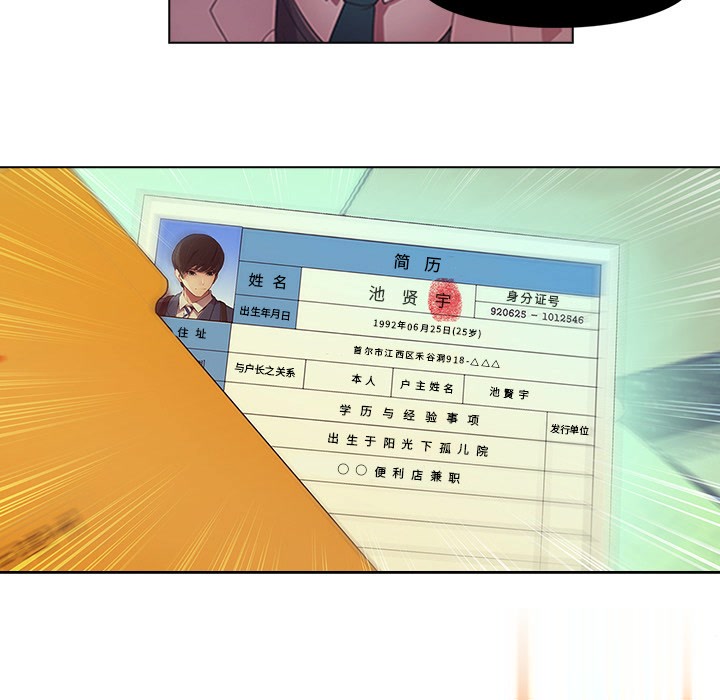 简历
姓名 池贤宇 身分证号
920625 - 1012546
出生年月日 1992年06月25日(25岁)
住址 首尔市江西区禾谷洞918-△△△
与户长之关系 本人 户主姓名 池賢宇
学历与经验事项 发行单位
出生于阳光下孤儿院
〇〇便利店兼职